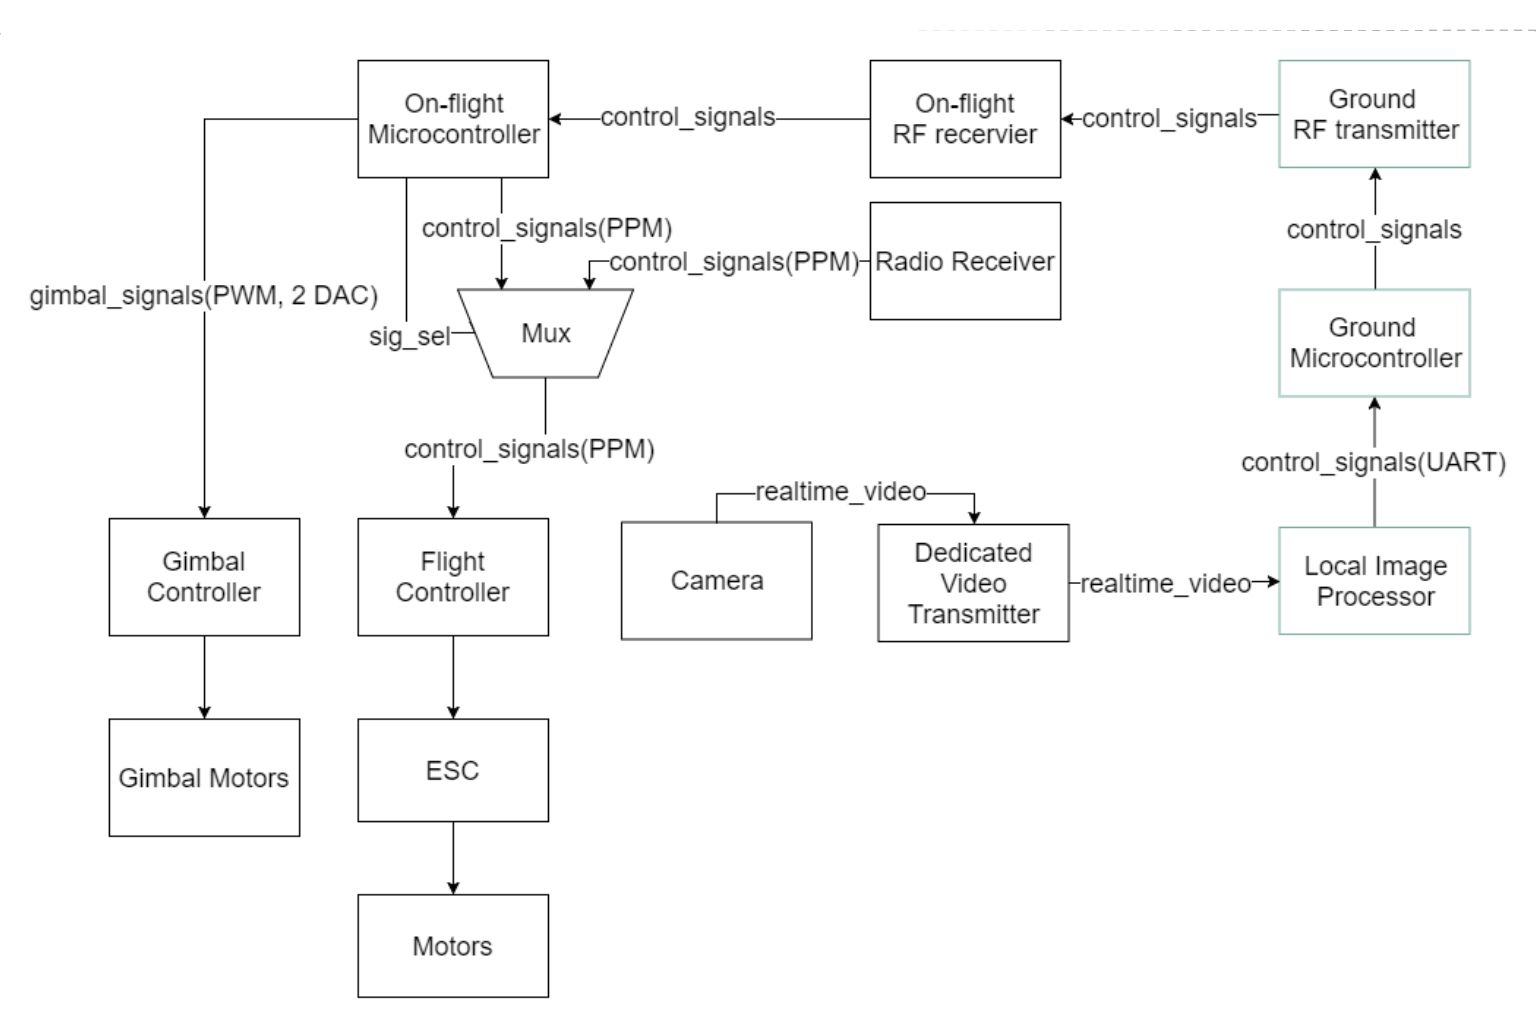 On-flight
Microcontroller
control_signals
On-flight
RF recervier
control_signals
Ground
RF transmitter
control_signals(PPM)
control_signals
control_signals(PPM)
Radio Receiver
gimbal_signals(PWM, 2 DAC)
sig_sel
Mux
Ground
Microcontroller
control_signals(PPM)
control_signals(UART)
realtime_video
Gimbal
Controller
Flight
Controller
Camera
Dedicated
Video
Transmitter
realtime_video
Local Image
Processor
Gimbal Motors
ESC
Motors